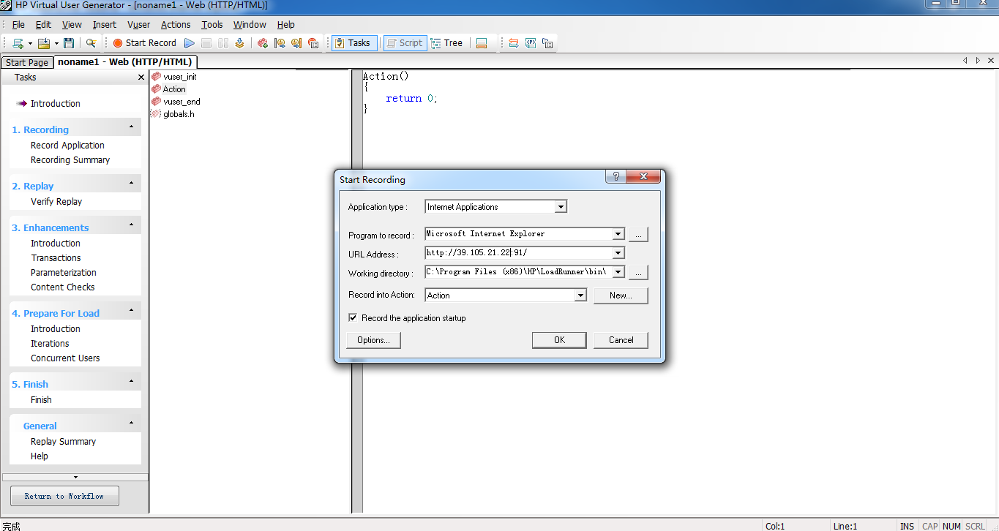 HP Virtual User Generator - [noname1 - Web (HTTP/HTML)]
File Edit View Insert Vuser Actions Tools Window Help
Start Record Tasks Script Tree
Start Page noname1 - Web (HTTP/HTML)
Tasks
Introduction
1. Recording
Record Application
Recording Summary
2. Replay
Verify Replay
3. Enhancements
Introduction
Transactions
Parameterization
Content Checks
4. Prepare For Load
Introduction
Iterations
Concurrent Users
5. Finish
Finish
General
Replay Summary
Help
Return to Workflow
vuser_init
Action
vuser_end
globals.h
Action()
{
return 0;
}
Start Recording
Application type : Internet Applications
Program to record : Microsoft Internet Explorer ...
URL Address : http://39.105.21.22:91/
Working directory : C:\Program Files (x86)\HP\LoadRunner\bin\ ...
Record into Action: Action New...
Record the application startup
Options... OK Cancel
完成 Col:1 Line:1 INS CAP NUM SCRL